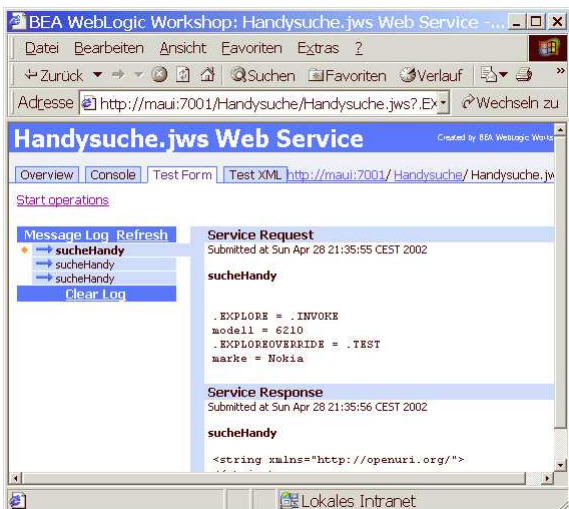 BEA WebLogic Workshop: Handysuche.jws Web Service -...
Datei Bearbeiten Ansicht Favoriten Extras ?
Zurück Suchen Favoriten Verlauf »
Adresse http://maui:7001/Handysuche/Handysuche.jws?.EX Wechseln zu
Handysuche.jws Web Service Created by BEA WebLogic Works
Overview Console Test Form Test XML http://maui:7001/ Handysuche/ Handysuche.jw
Start operations
Message Log Refresh
sucheHandy
sucheHandy
sucheHandy
Clear Log
Service Request
Submitted at Sun Apr 28 21:35:55 CEST 2002
sucheHandy
.EXPLORE = .INVOKE
modell = 6210
.EXPLOREOVERRIDE = .TEST
marke = Nokia
Service Response
Submitted at Sun Apr 28 21:35:56 CEST 2002
sucheHandy
<string xmlns="http://openuri.org/">
Lokales Intranet